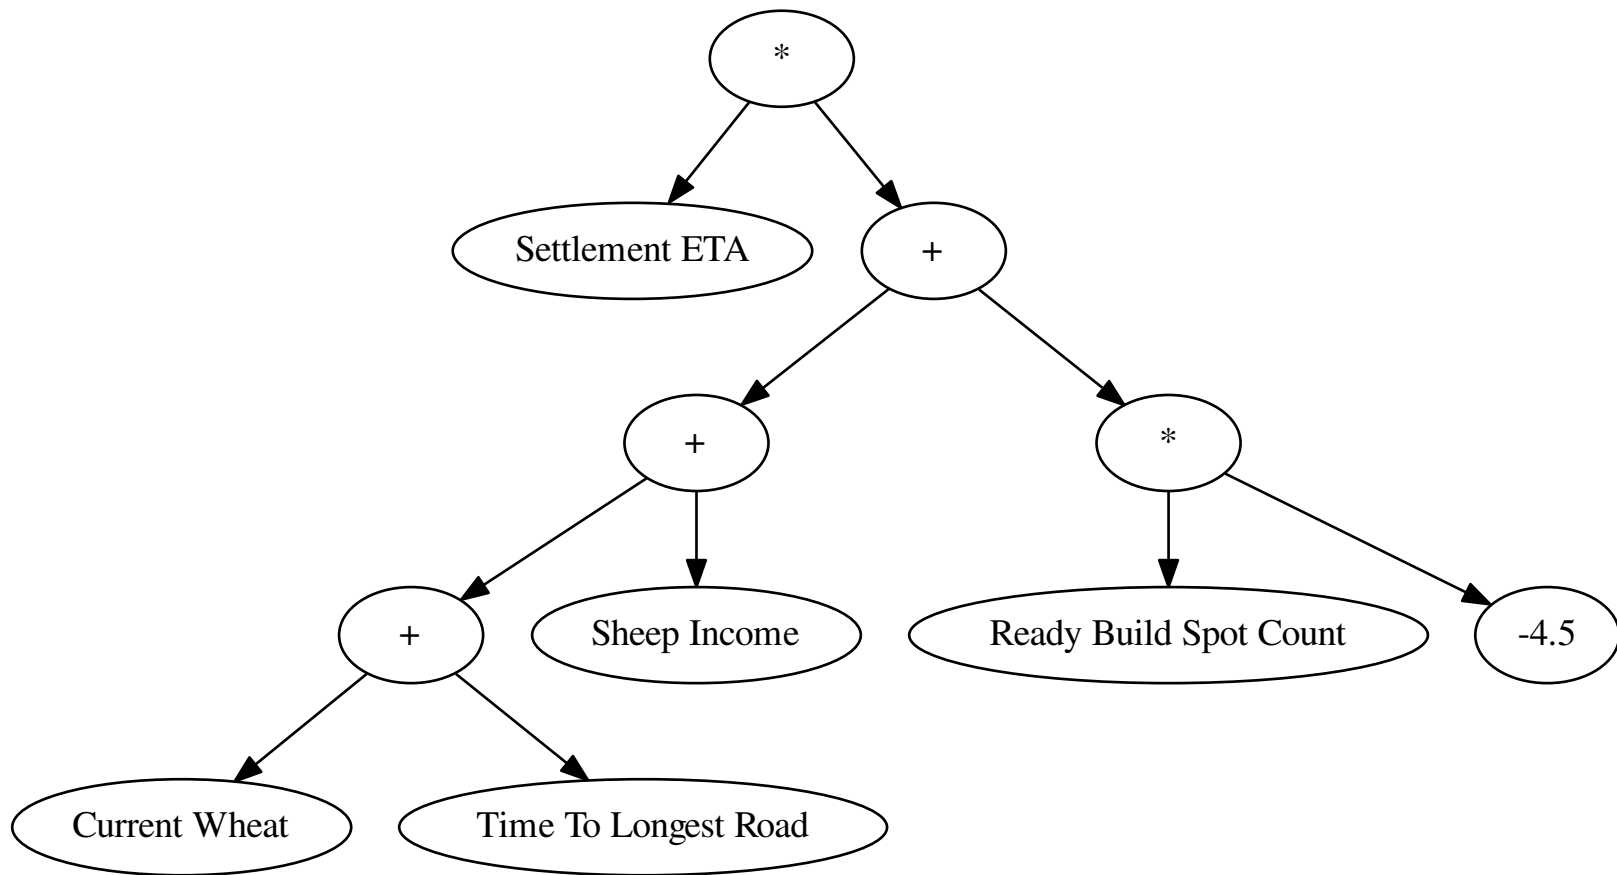 *
Settlement ETA
+
+
*
+
Sheep Income
Ready Build Spot Count
-4.5
Current Wheat
Time To Longest Road